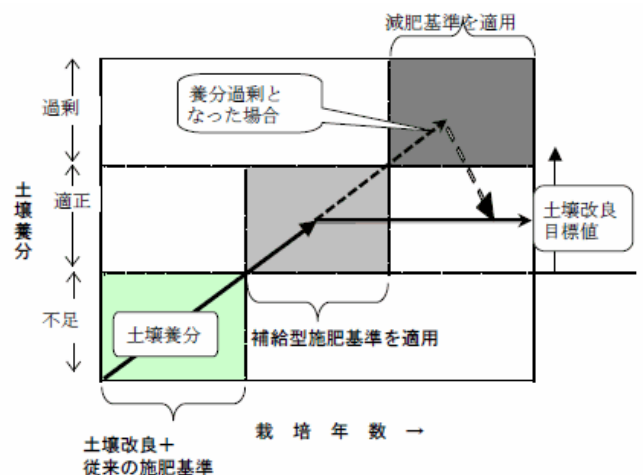 減肥基準を適用
過剰
養分過剰と
なった場合
土壌養分
適正
土壌改良
目標値
不足
土壌養分
補給型施肥基準を適用
栽 培 年 数 →
土壌改良＋
従来の施肥基準